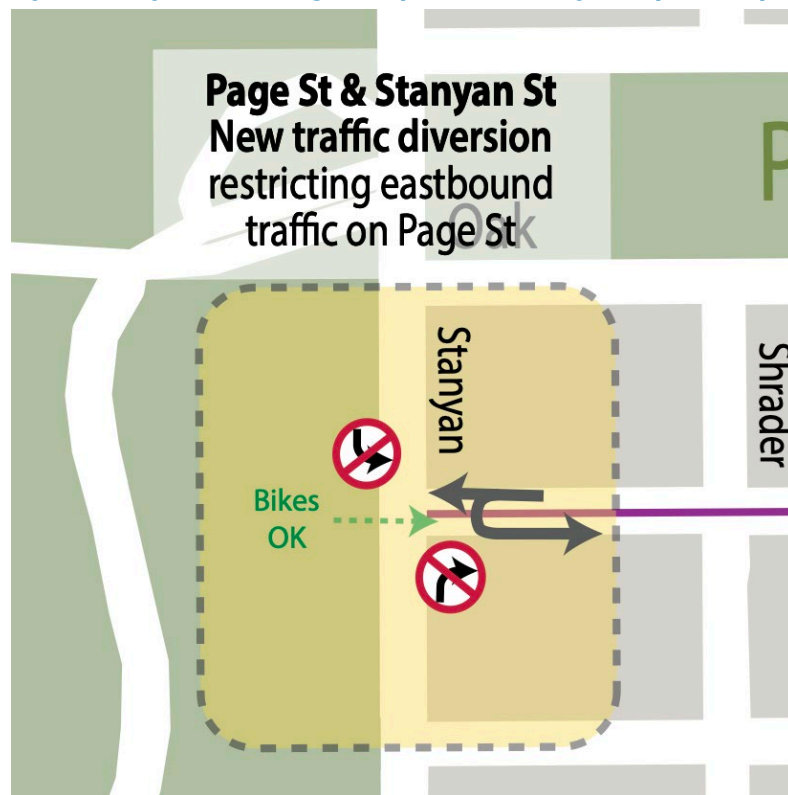 Page St & Stanyan St
New traffic diversion
restricting eastbound
traffic on Page St
Oak
P
Stanyan
Shrader
Bikes
OK